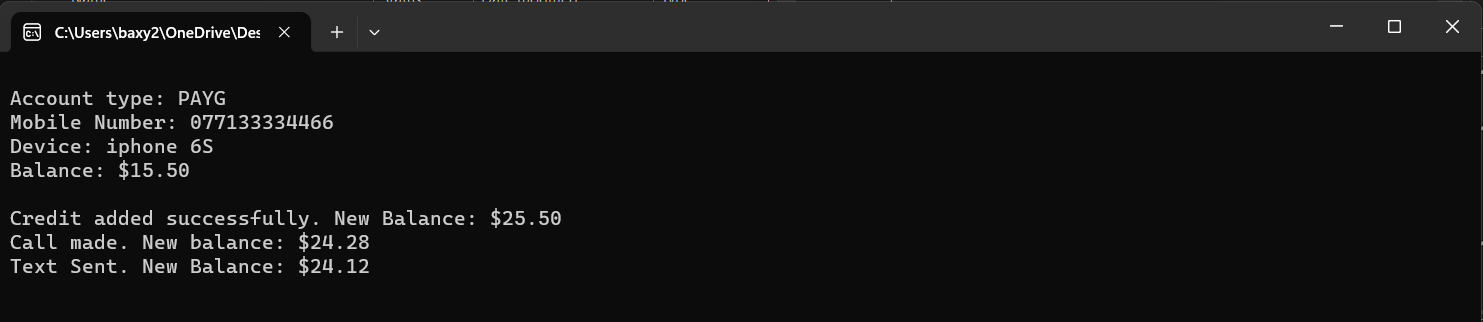 C:\Users\baxy2\OneDrive\Des
Account type: PAYG
Mobile Number: 077133334466
Device: iphone 6S
Balance: $15.50
Credit added successfully. New Balance: $25.50
Call made. New balance: $24.28
Text Sent. New Balance: $24.12